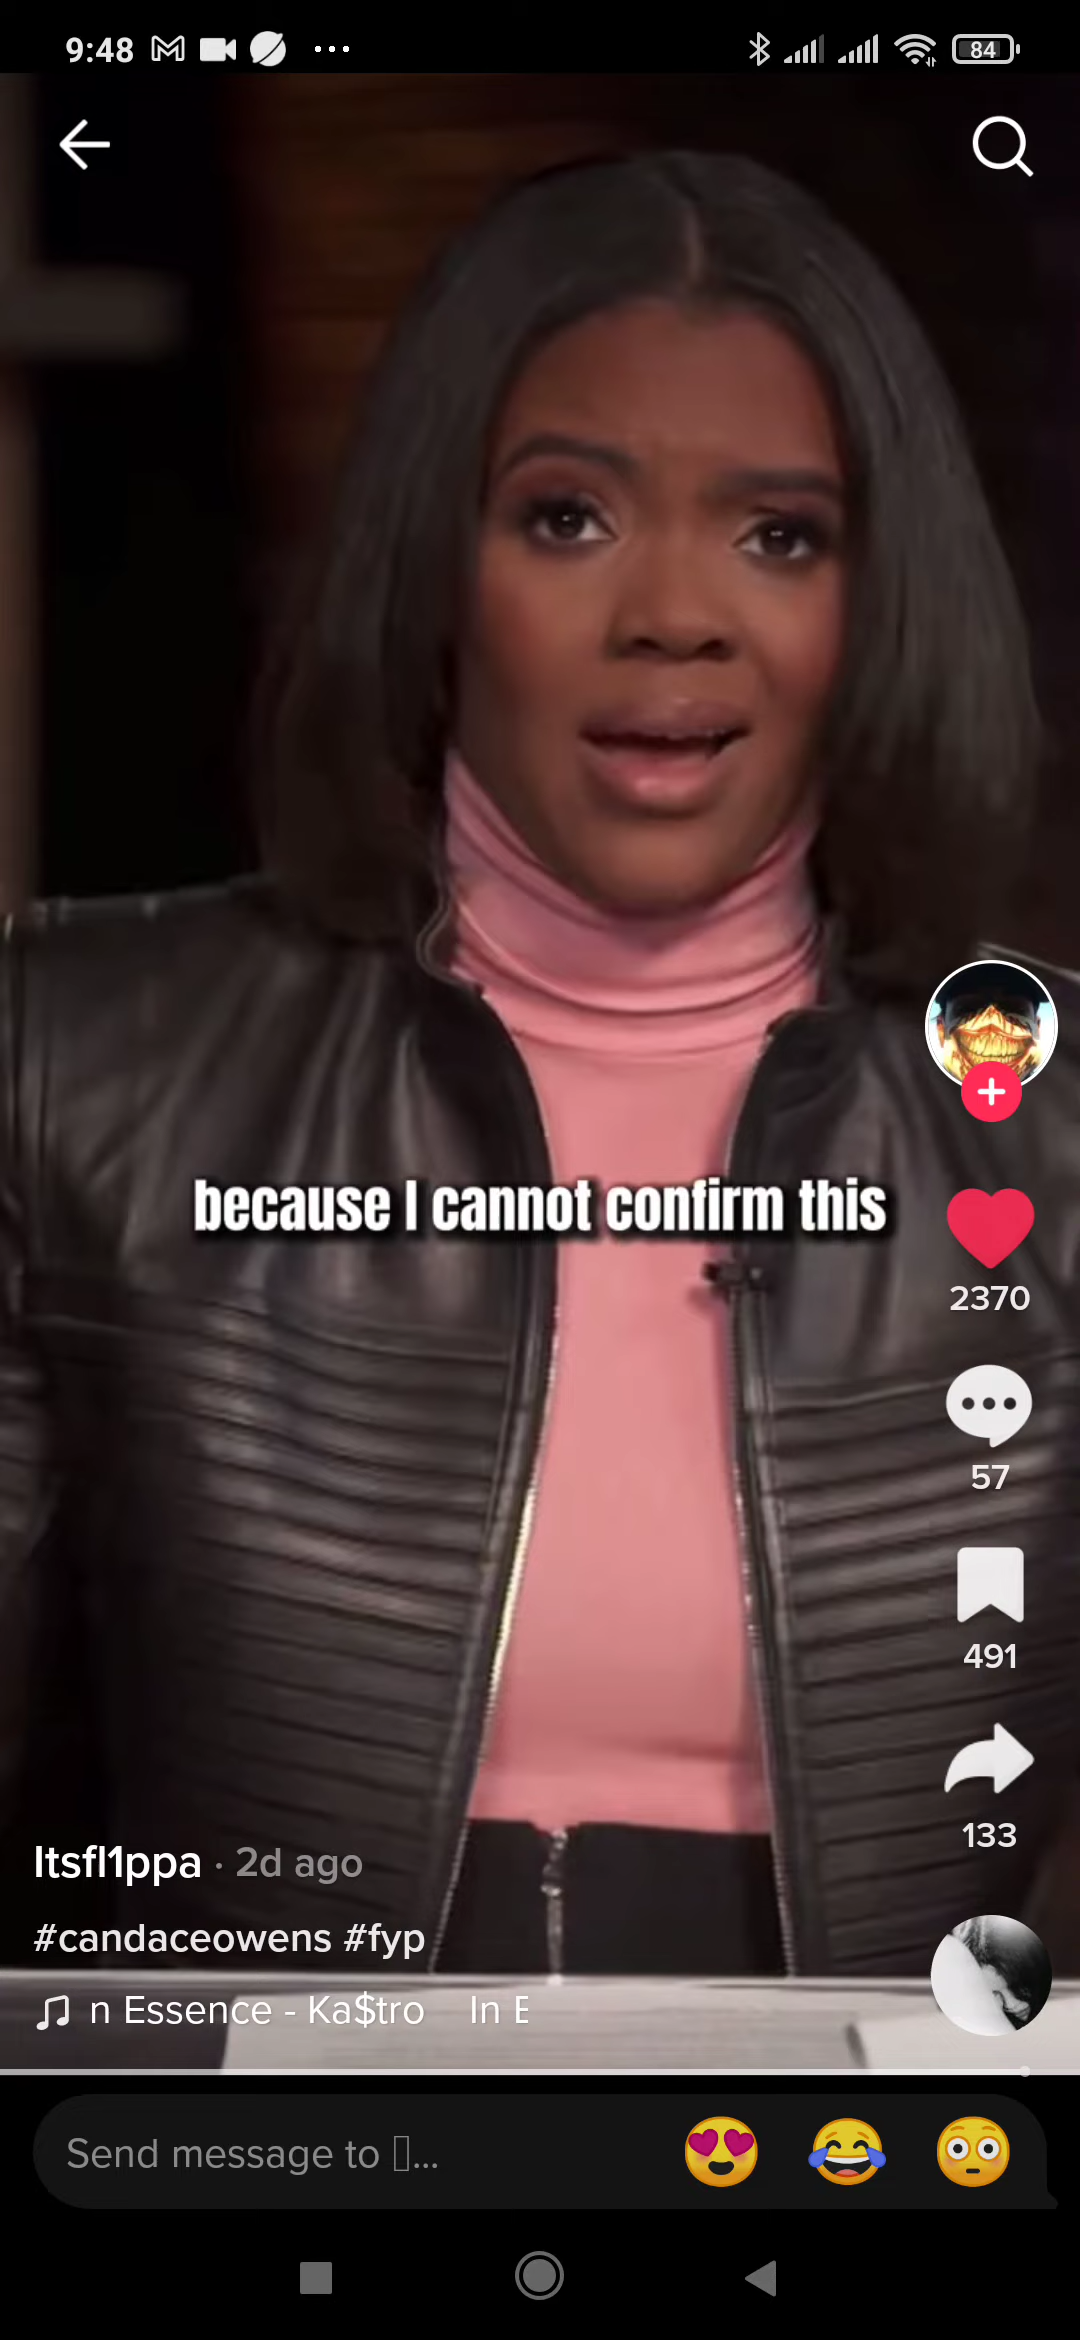 9:48
84
because I cannot confirm this
2370
57
491
133
Itsfl1ppa · 2d ago
#candaceowens #fyp
n Essence - Ka$tro In E
Send message to ...